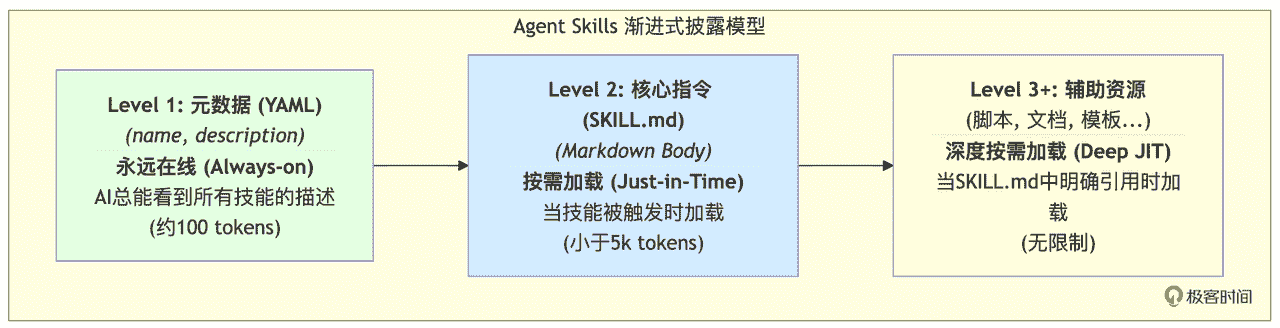 Agent Skills 渐进式披露模型
Level 1: 元数据 (YAML)
(name, description)
永远在线 (Always-on)
AI总能看到所有技能的描述
(约100 tokens)
Level 2: 核心指令
(SKILL.md)
(Markdown Body)
按需加载 (Just-in-Time)
当技能被触发时加载
(小于5k tokens)
Level 3+: 辅助资源
(脚本, 文档, 模板...)
深度按需加载 (Deep JIT)
当SKILL.md中明确引用时加
载
(无限制)
极客时间